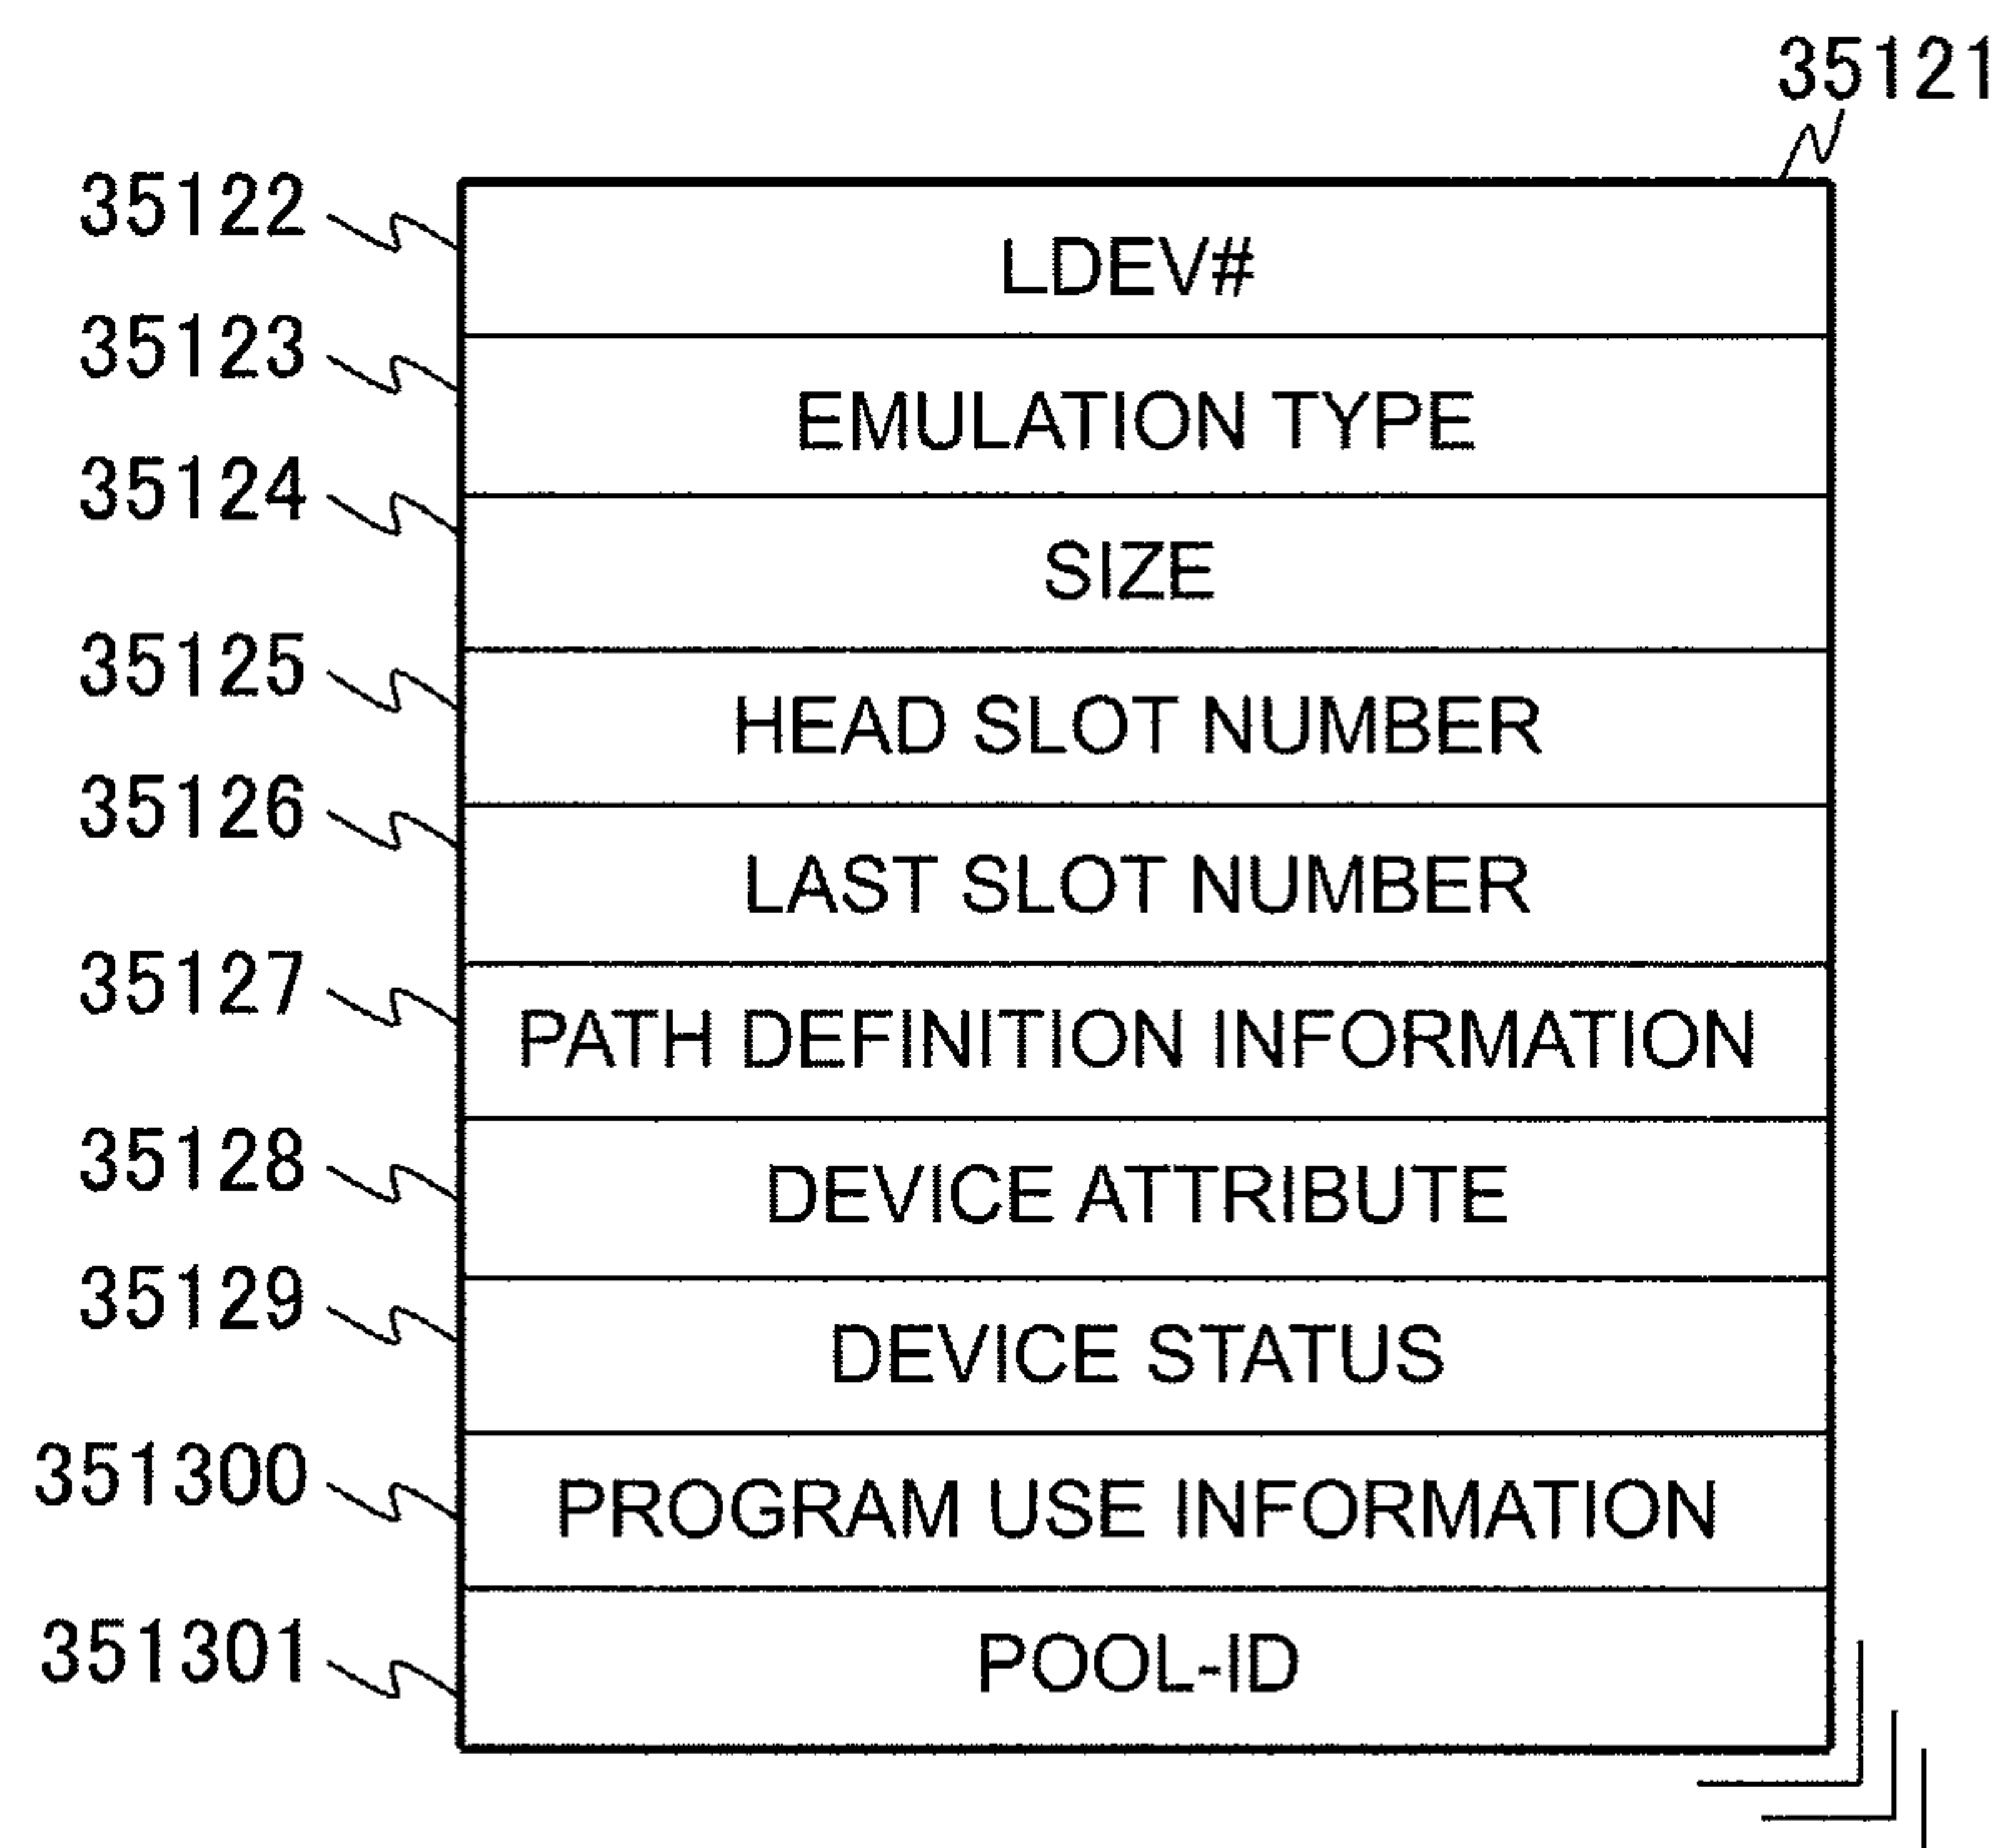 35121
35122
LDEV#
35123
EMULATION TYPE
35124
SIZE
35125
HEAD SLOT NUMBER
35126
LAST SLOT NUMBER
35127
PATH DEFINITION INFORMATION
35128
DEVICE ATTRIBUTE
35129
DEVICE STATUS
351300
PROGRAM USE INFORMATION
351301
POOL-ID